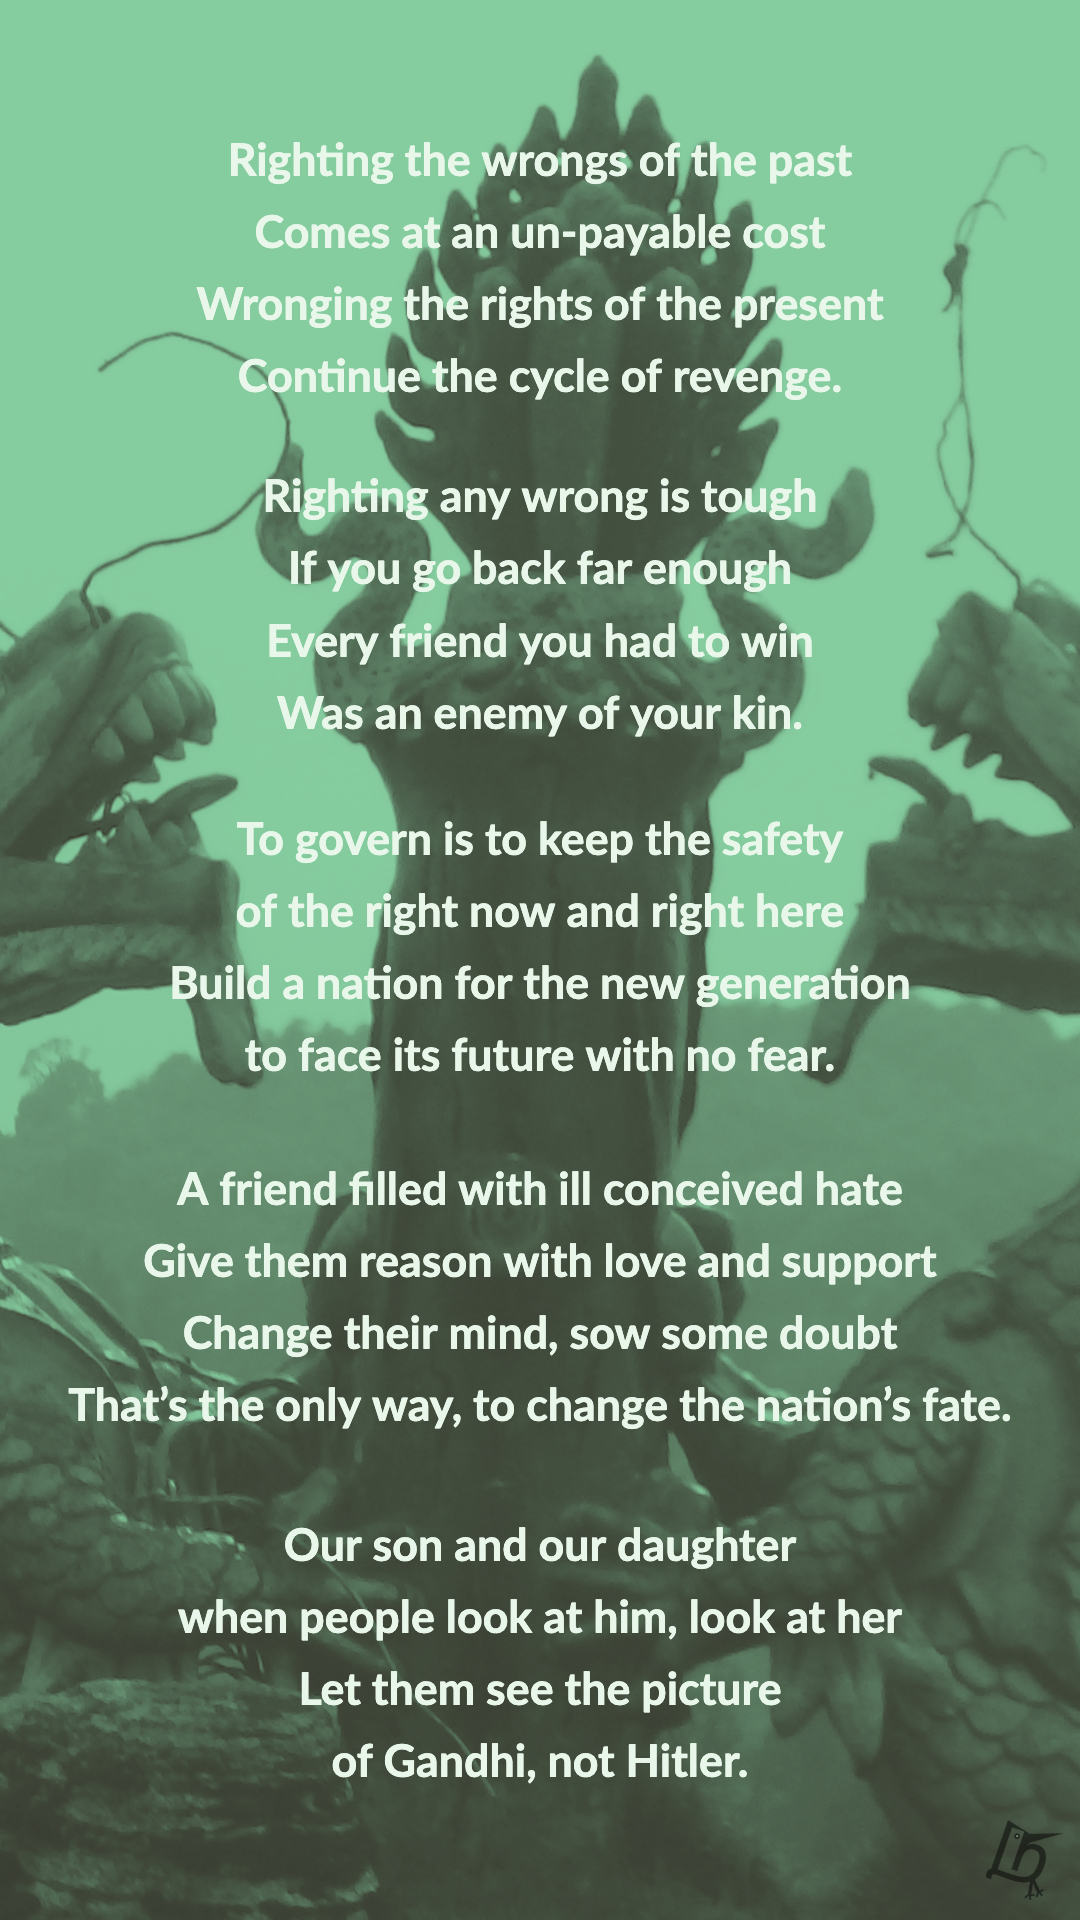 Righting the wrongs of the past
Comes at an un-payable cost
Wronging the rights of the present
Continue the cycle of revenge.
Righting any wrong is tough
If you go back far enough
Every friend you had to win
Was an enemy of your kin.
To govern is to keep the safety
of the right now and right here
Build a nation for the new generation
to face its future with no fear.
A friend filled with ill conceived hate
Give them reason with love and support
Change their mind, sow some doubt
That’s the only way, to change the nation’s fate.
Our son and our daughter
when people look at him, look at her
Let them see the picture
of Gandhi, not Hitler.